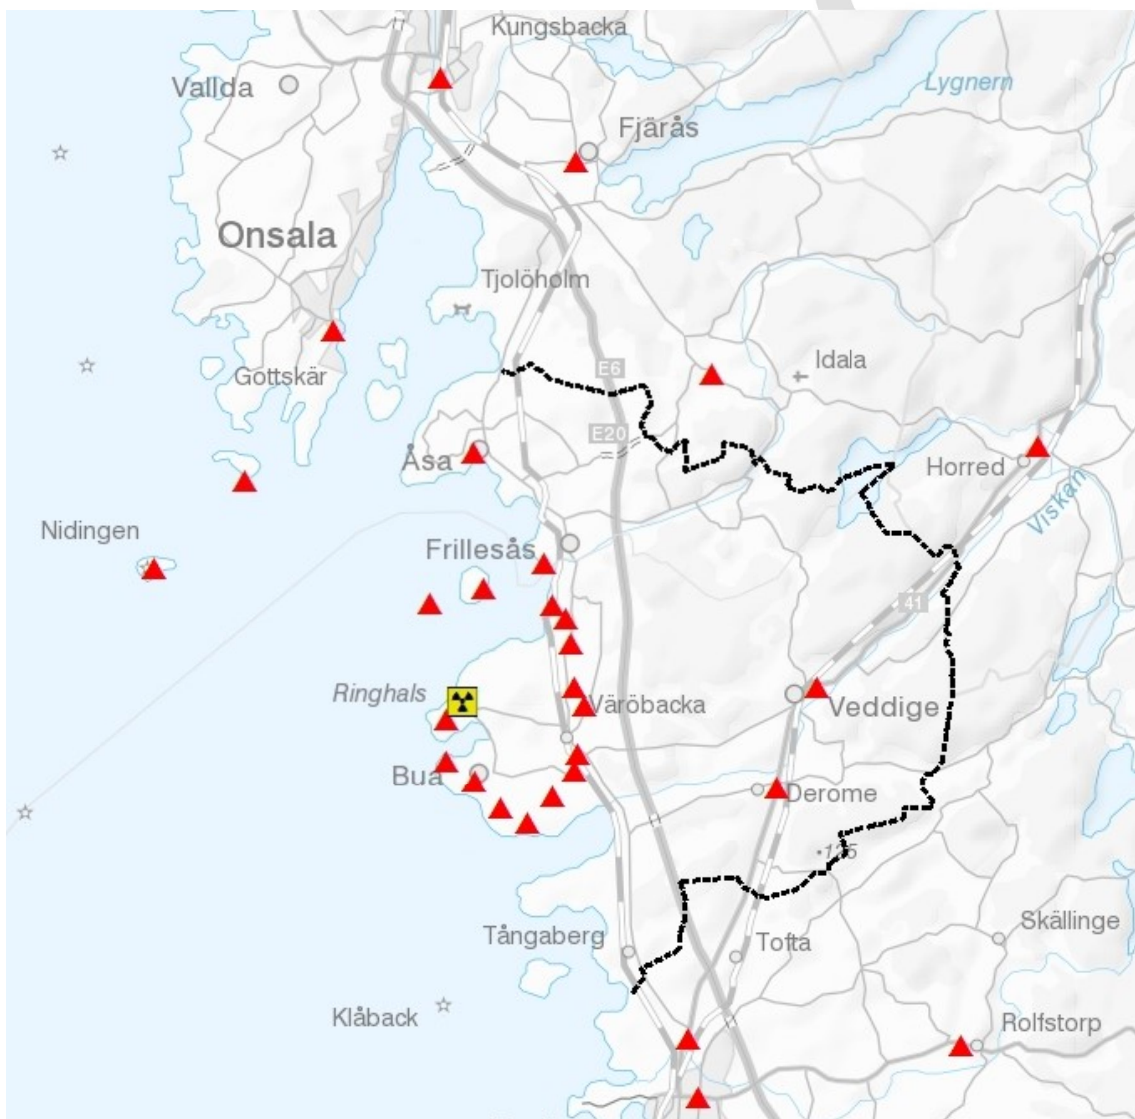 Kungsbacka
Vallda
Lygnern
Fjärås
Onsala
Tjolöholm
Gottskär
E6
Idala
E20
Åsa
Horred
Viskan
Nidingen
Frillesås
41
Ringhals
Väröbacka
Veddige
Bua
Derome
125
Skällinge
Tångaberg
Tofta
Klåback
Rolfstorp